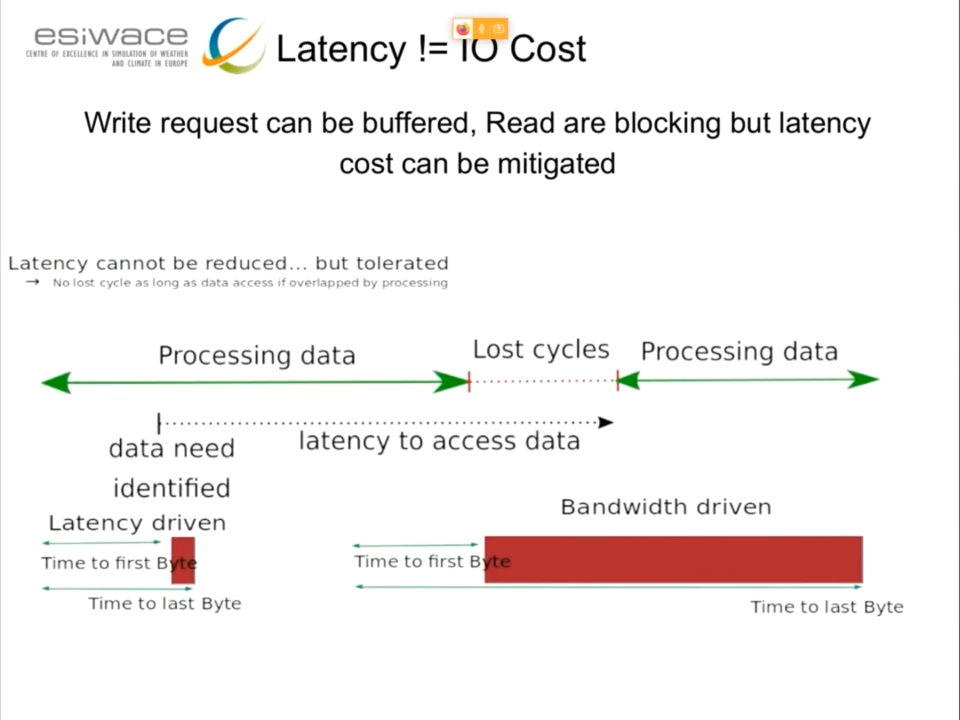 esiwace
CENTRE OF EXCELLENCE IN SIMULATION OF WEATHER
AND CLIMATE IN EUROPE
Latency != IO Cost
Write request can be buffered, Read are blocking but latency
cost can be mitigated
Latency cannot be reduced... but tolerated
→ No lost cycle as long as data access if overlapped by processing
Processing data
Lost cycles
Processing data
data need
identified
latency to access data
Latency driven
Time to first Byte
Time to last Byte
Bandwidth driven
Time to first Byte
Time to last Byte